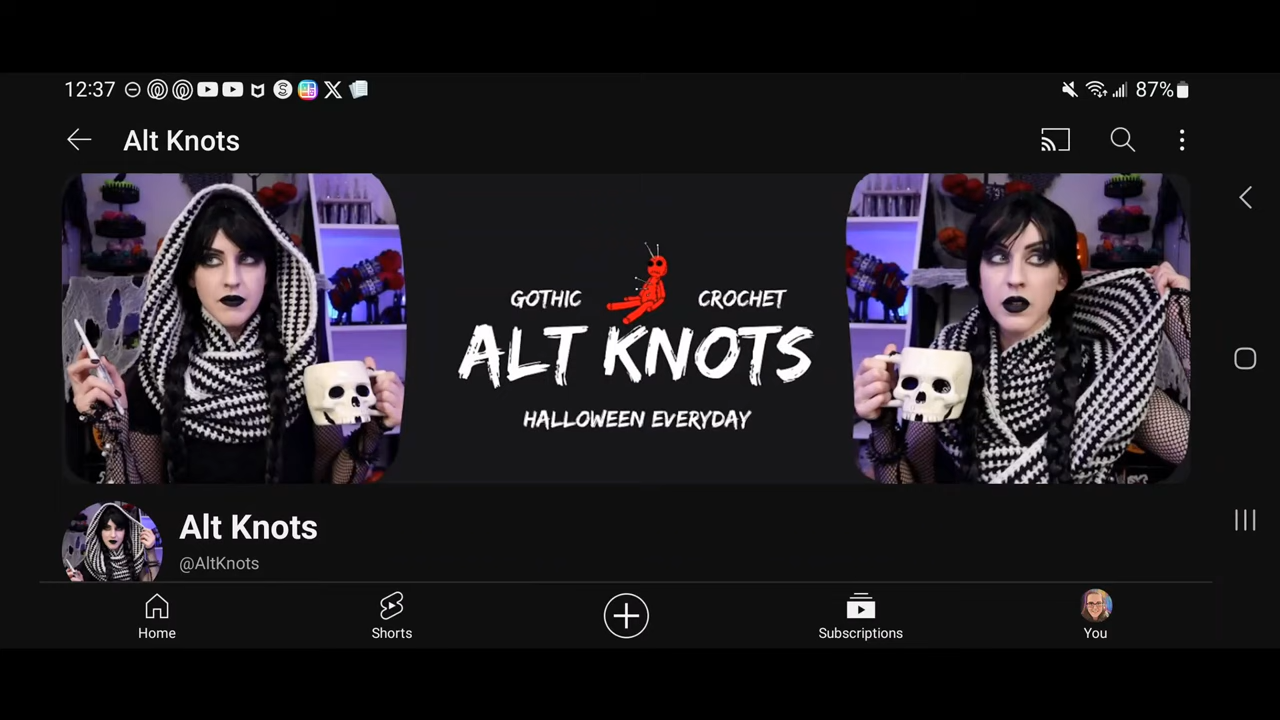 12:37
87%
Alt Knots
GOTHIC CROCHET
ALT KNOTS
HALLOWEEN EVERYDAY
Alt Knots
@AltKnots
Home
Shorts
Subscriptions
You